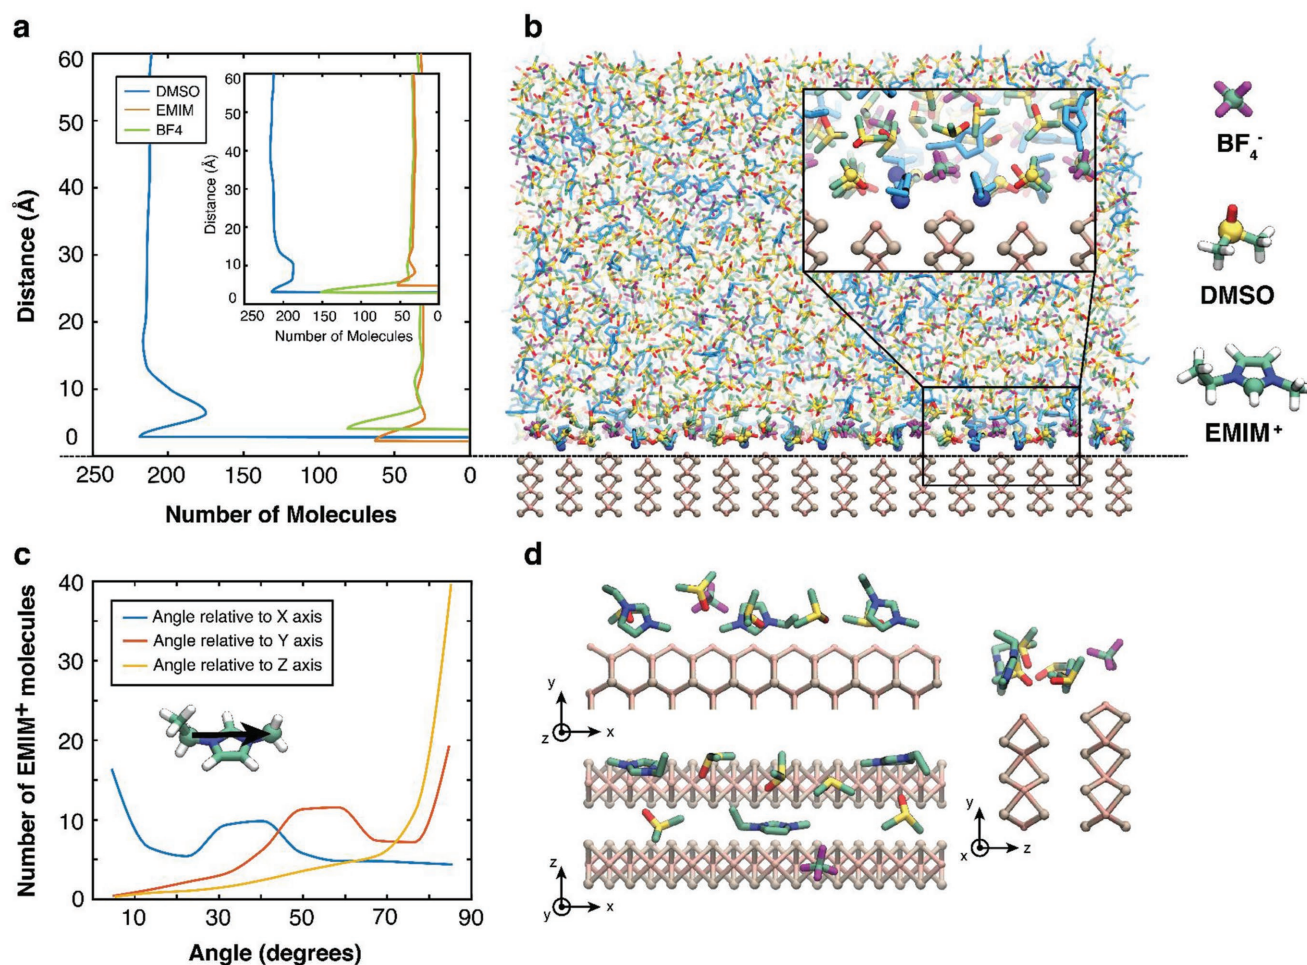 a
60
50
40
30
20
10
0
Distance (Å)
DMSO
EMIM
BF4
250 200 150 100 50 0
Number of Molecules
60
50
40
30
20
10
0
Distance (Å)
250 200 150 100 50 0
Number of Molecules
b
BF4-
DMSO
EMIM+
c
40
30
20
10
0
Number of EMIM+ molecules
Angle relative to X axis
Angle relative to Y axis
Angle relative to Z axis
10 30 50 70 90
Angle (degrees)
d
y
z x
z
y x
y
x z